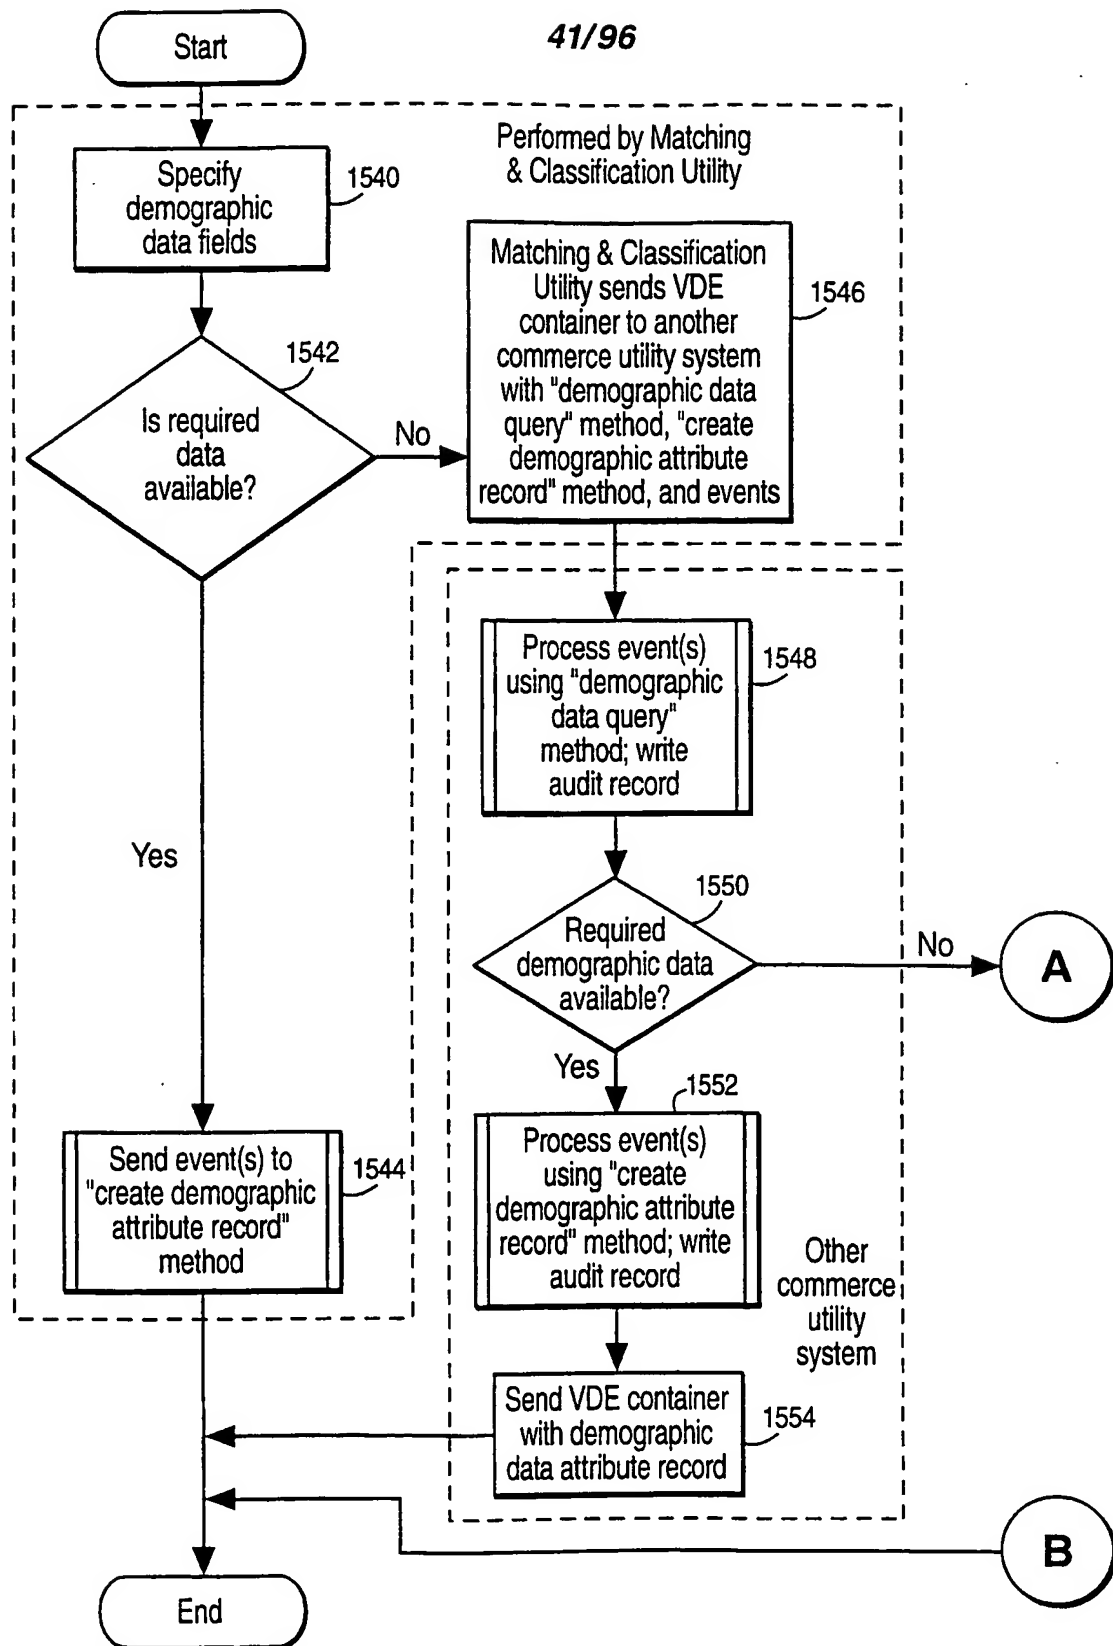 41/96
Start
Performed by Matching
& Classification Utility
Specify
demographic
data fields
1540
Matching & Classification
Utility sends VDE
container to another
commerce utility system
with "demographic data
query" method, "create
demographic attribute
record" method, and events
1546
1542
Is required
data
available?
No
Process event(s)
using "demographic
data query"
method; write
audit record
1548
Yes
1550
Required
demographic data
available?
No
A
Yes
1552
Process event(s)
using "create
demographic attribute
record" method; write
audit record
Send event(s) to
"create demographic
attribute record"
method
1544
Other
commerce
utility
system
Send VDE container
with demographic
data attribute record
1554
B
End